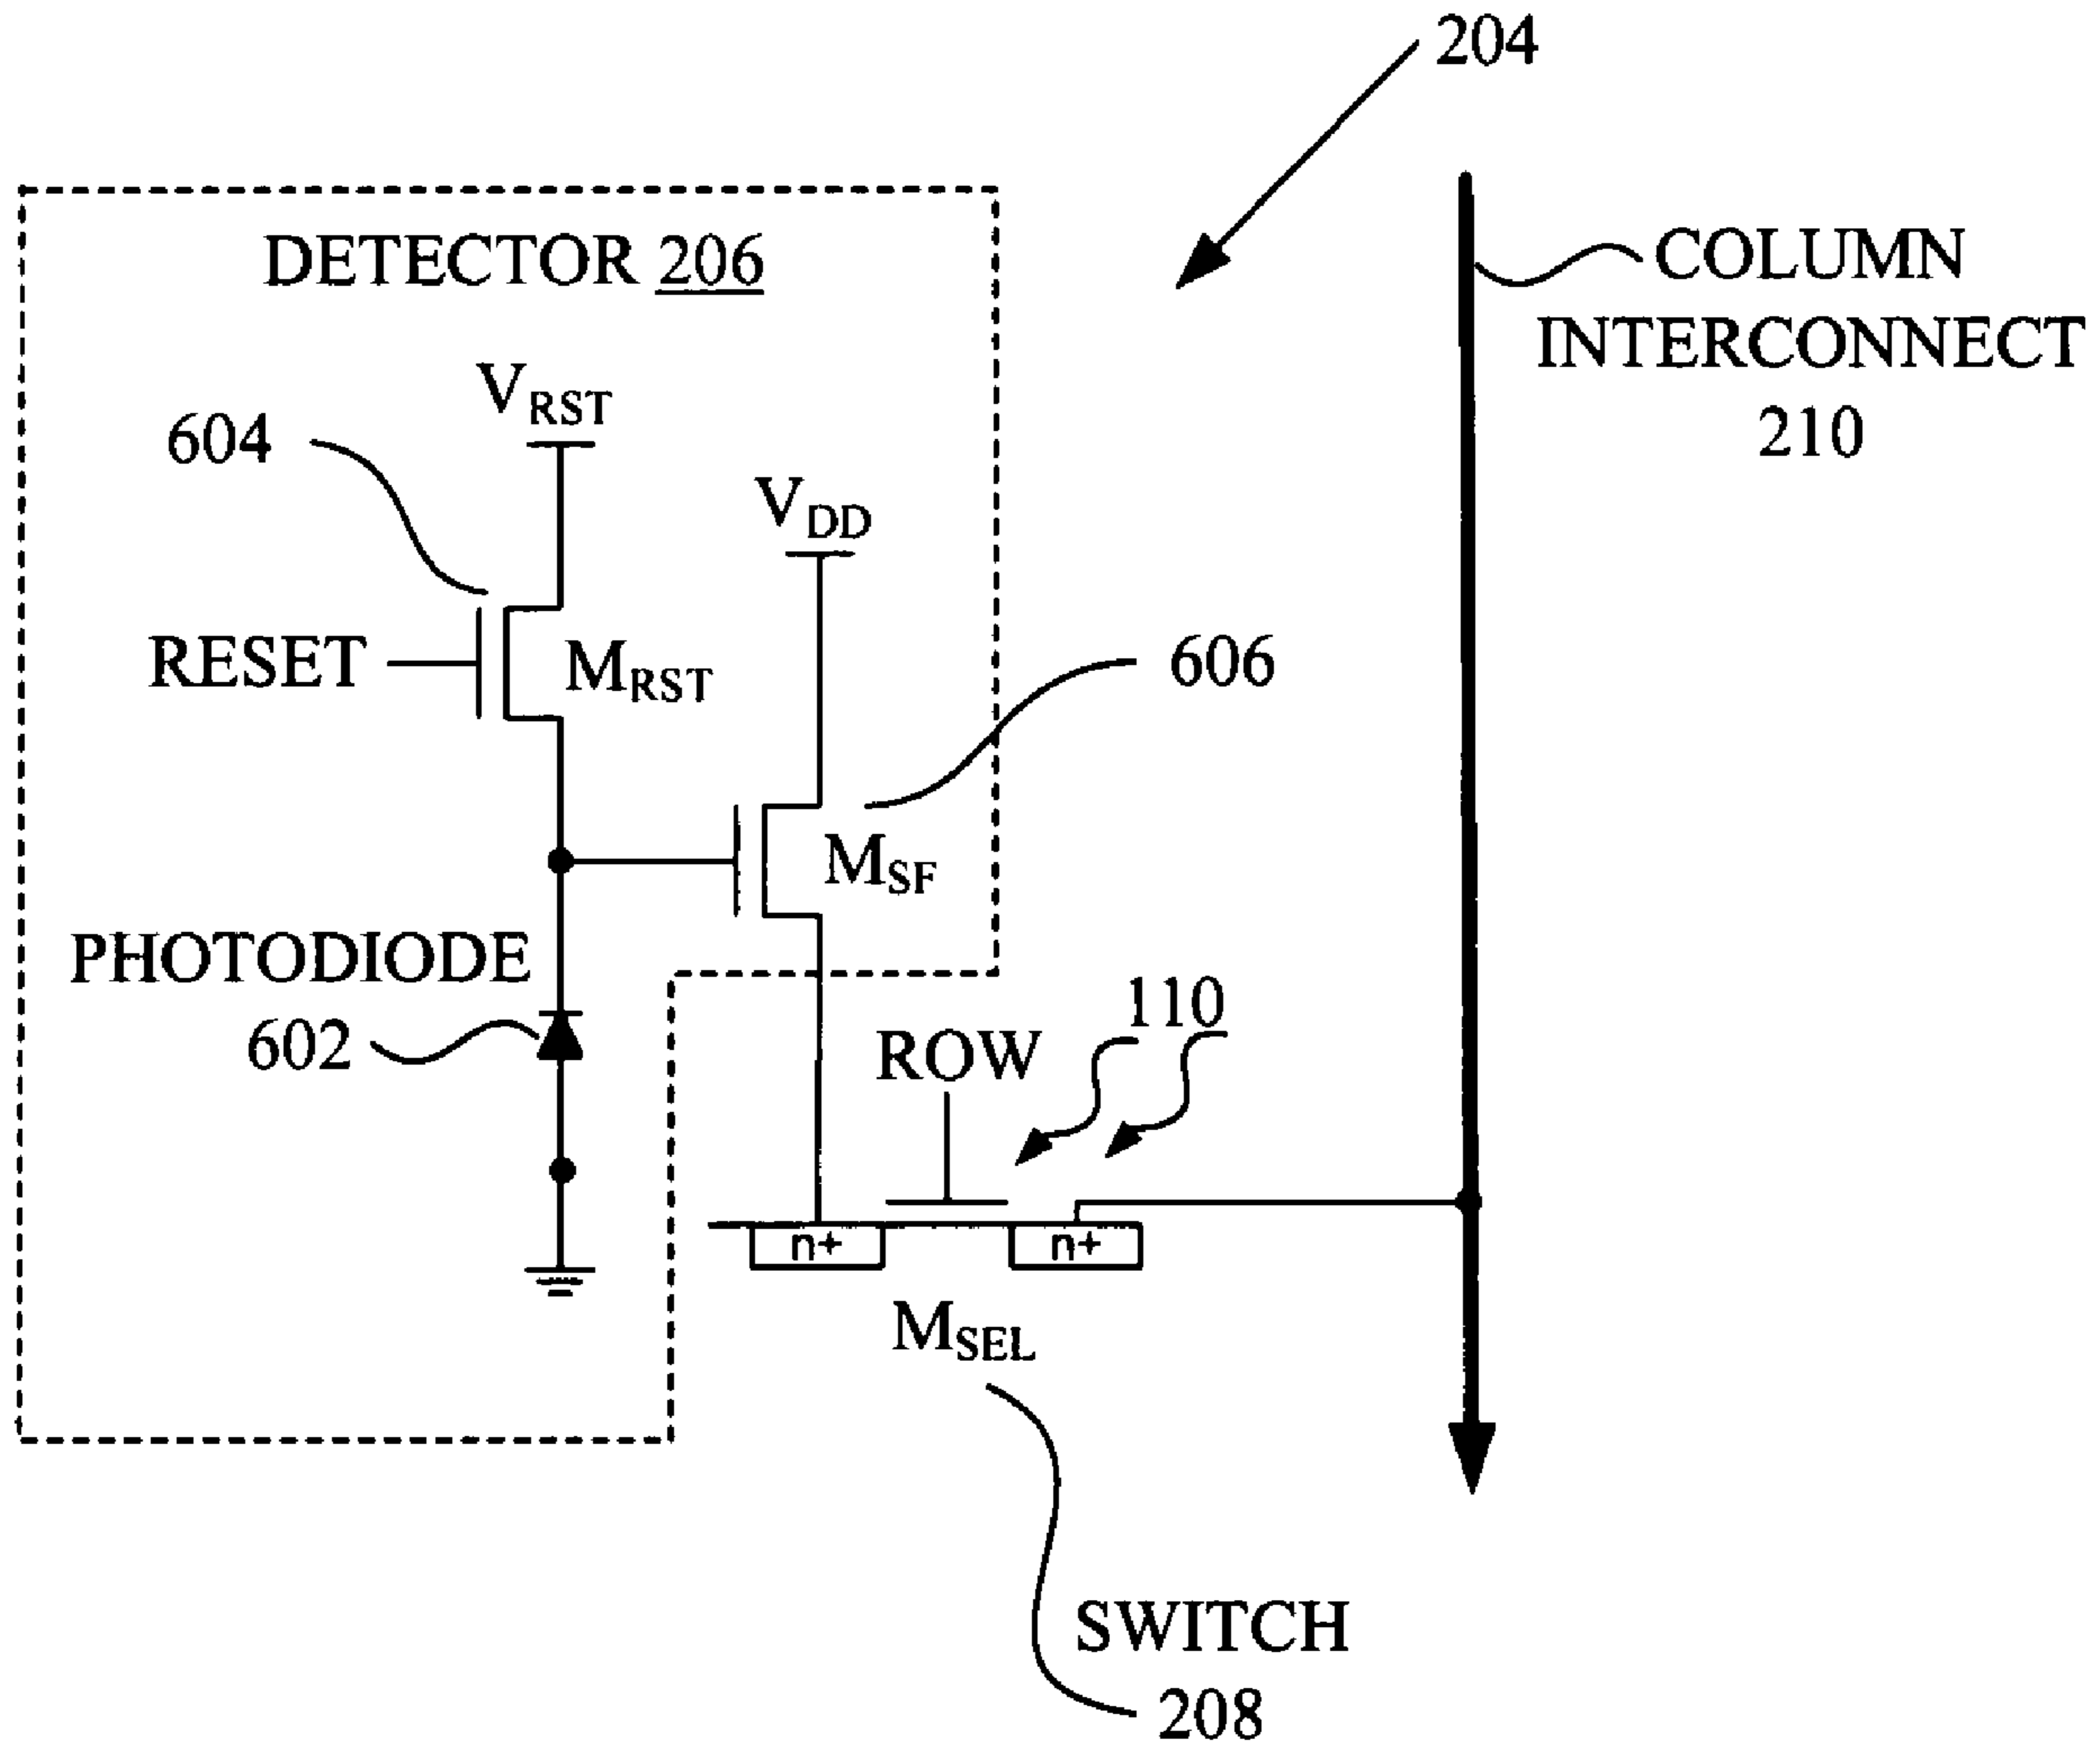 204
DETECTOR 206
COLUMN
INTERCONNECT
210
VRST
604
VDD
RESET
MRST
606
MSF
PHOTODIODE
602
110
ROW
n+
n+
MSEL
SWITCH
208